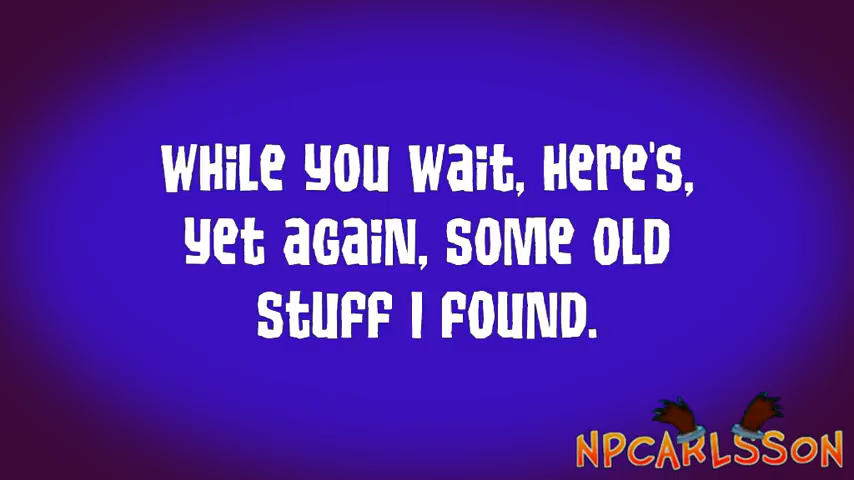 WHILE YOU WAIT, HERE'S,
YET AGAIN, SOME OLD
STUFF I FOUND.
NPCARLSSON